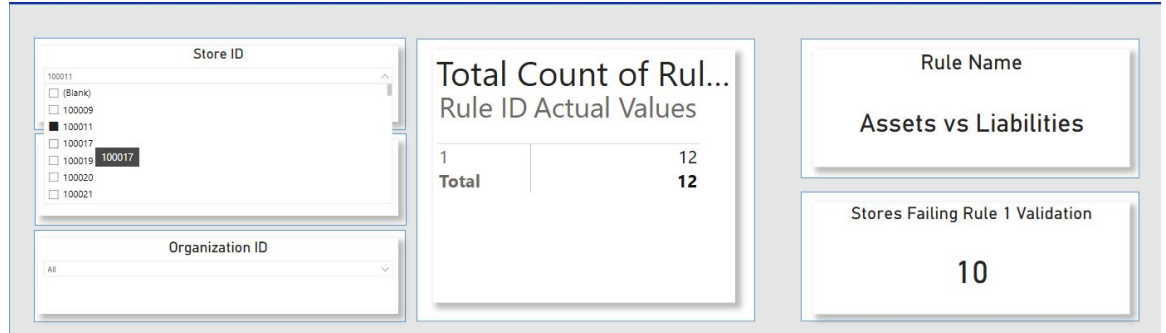 Store ID
100011
(Blank)
100009
100011
100017
100019
100017
100020
100021
Organization ID
All
Total Count of Rul...
Rule ID Actual Values
1 12
Total 12
Rule Name
Assets vs Liabilities
Stores Failing Rule 1 Validation
10